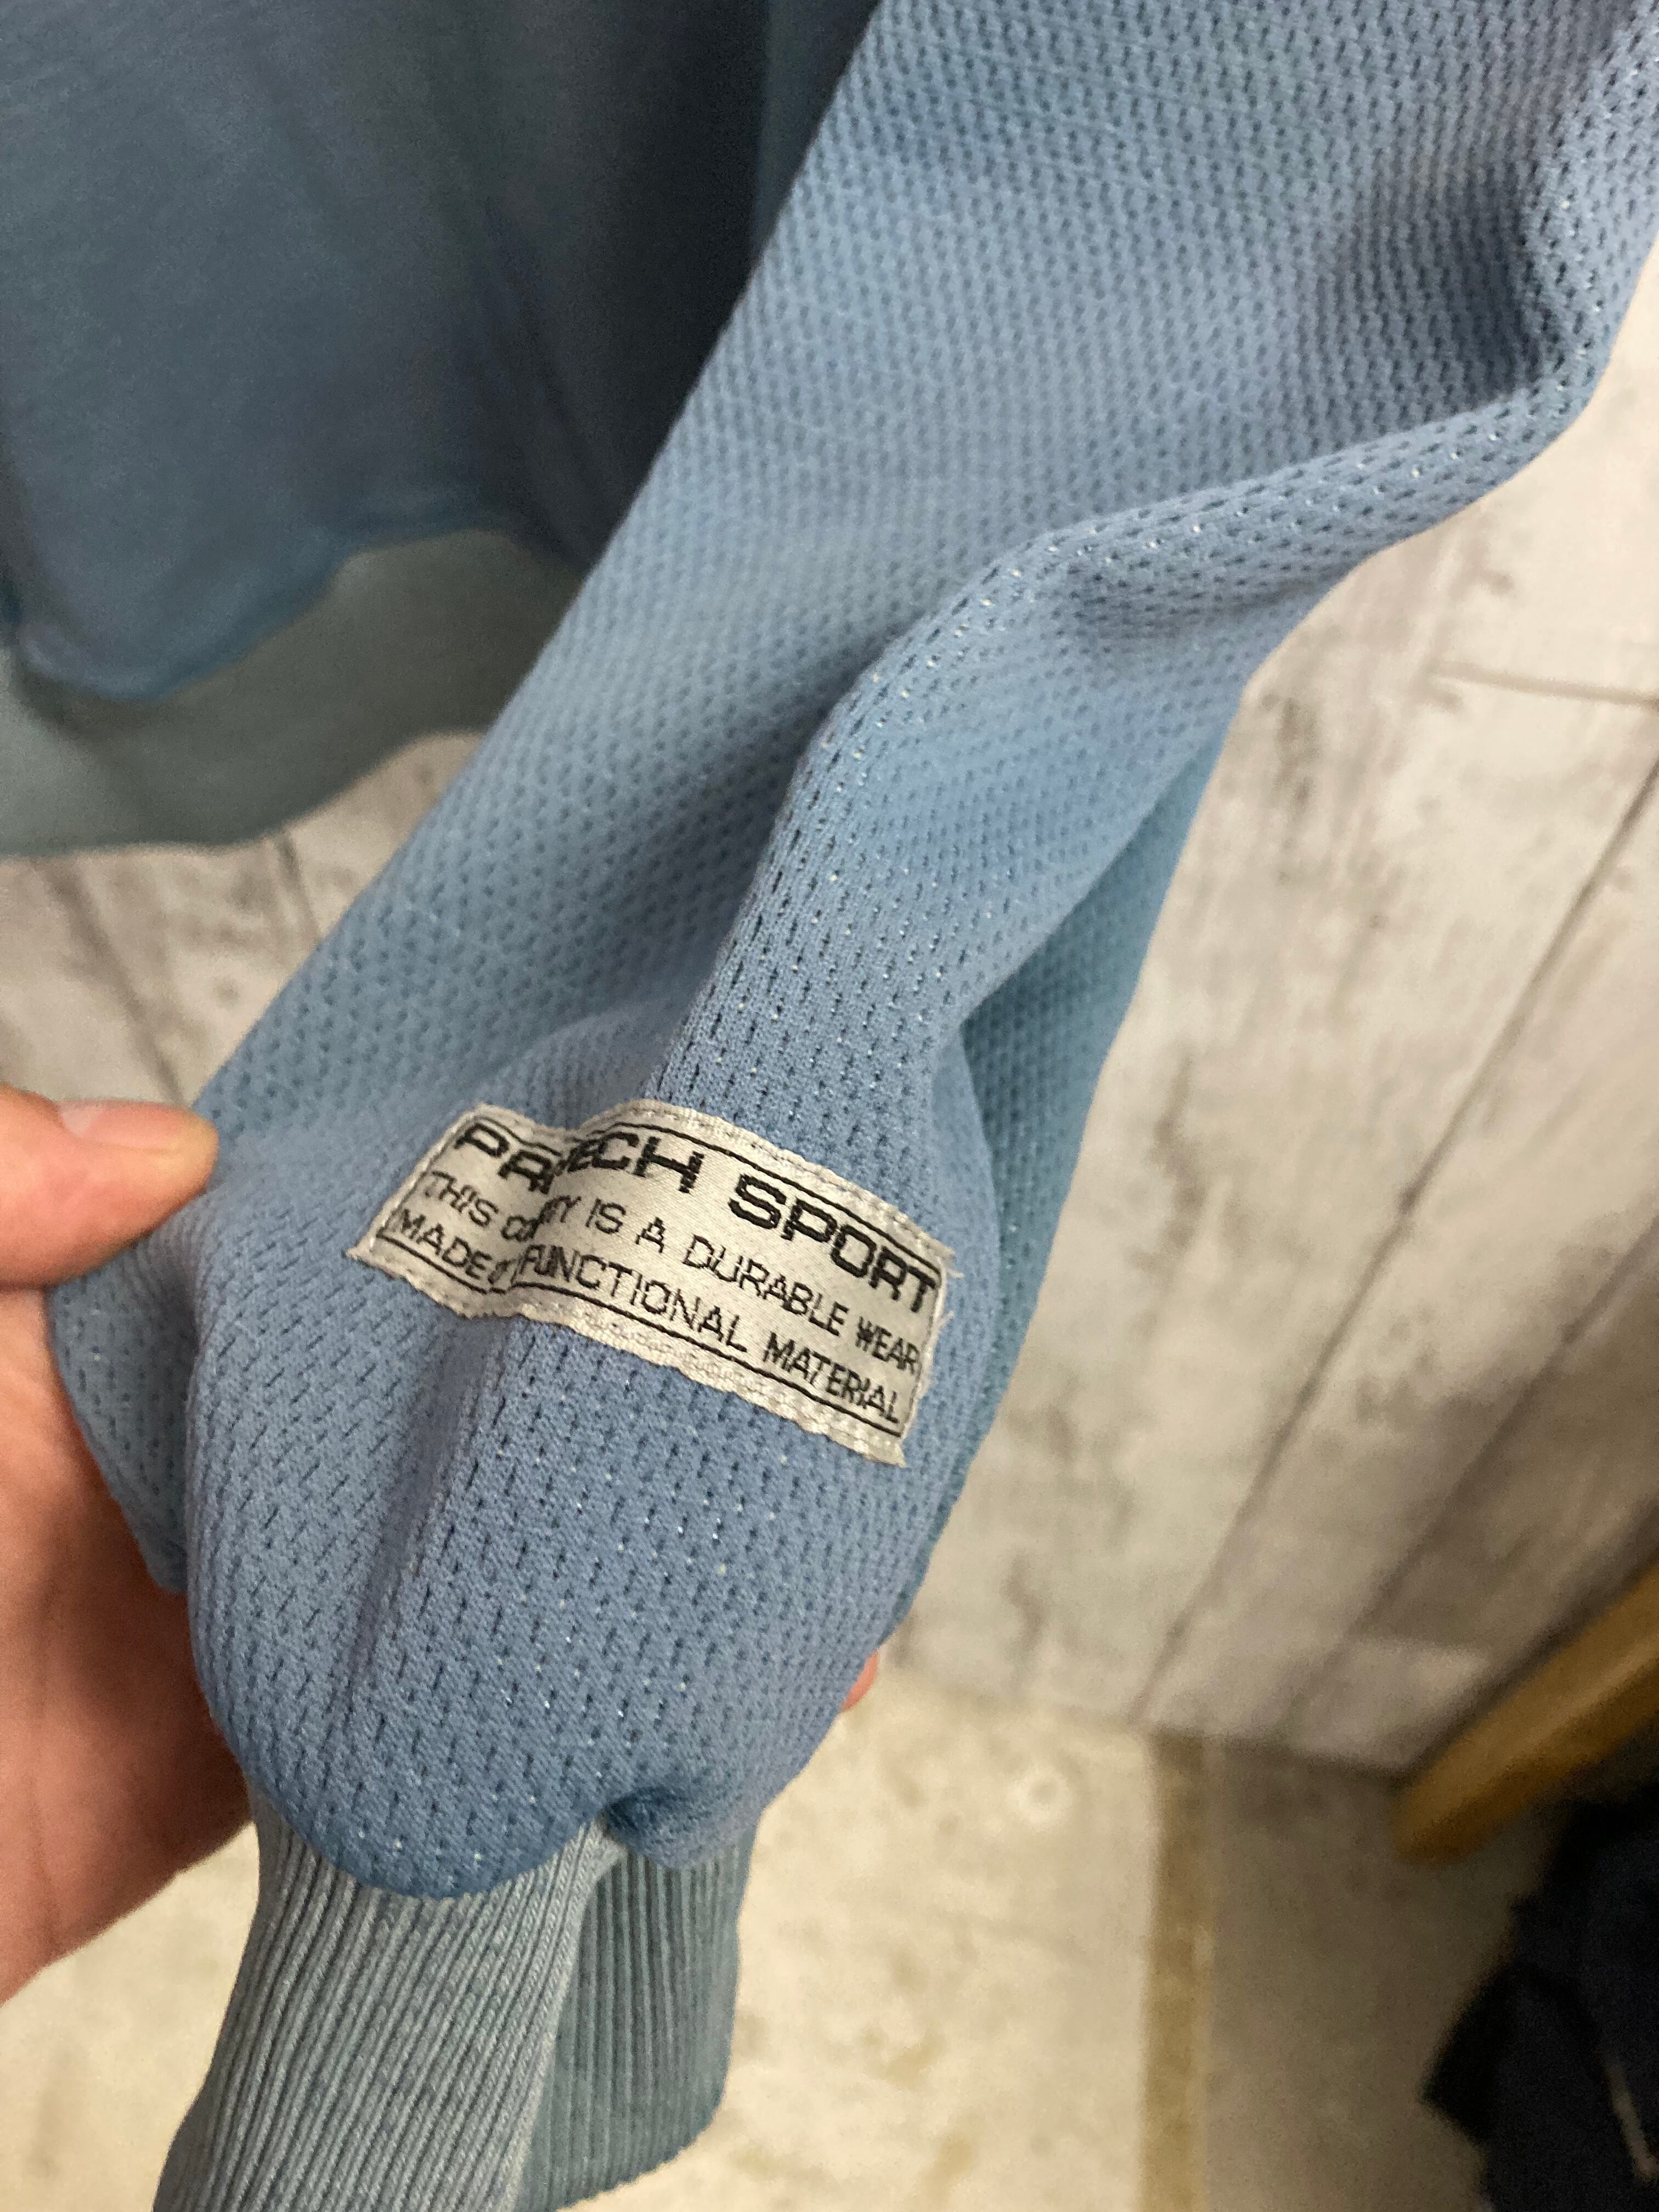 SPORT
THIS IS A DURABLE WEAR
MADE FUNCTIONAL MATERIAL